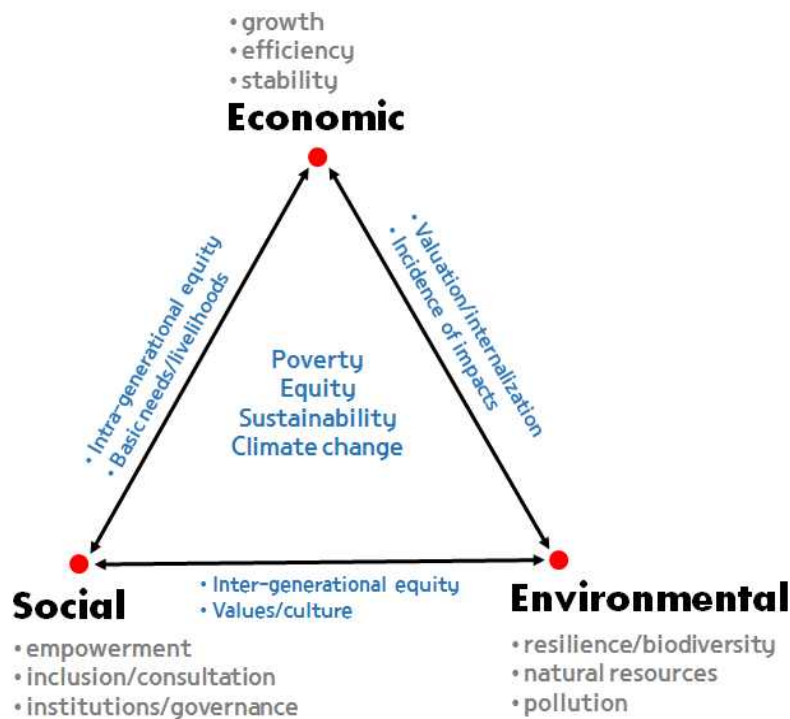 • growth
• efficiency
• stability
Economic
• Intra-generational equity
• Basic needs/livelihoods
• Valuation/internalization
• Incidence of impacts
Poverty
Equity
Sustainability
Climate change
• Inter-generational equity
• Values/culture
Social
• empowerment
• inclusion/consultation
• institutions/governance
Environmental
• resilience/biodiversity
• natural resources
• pollution